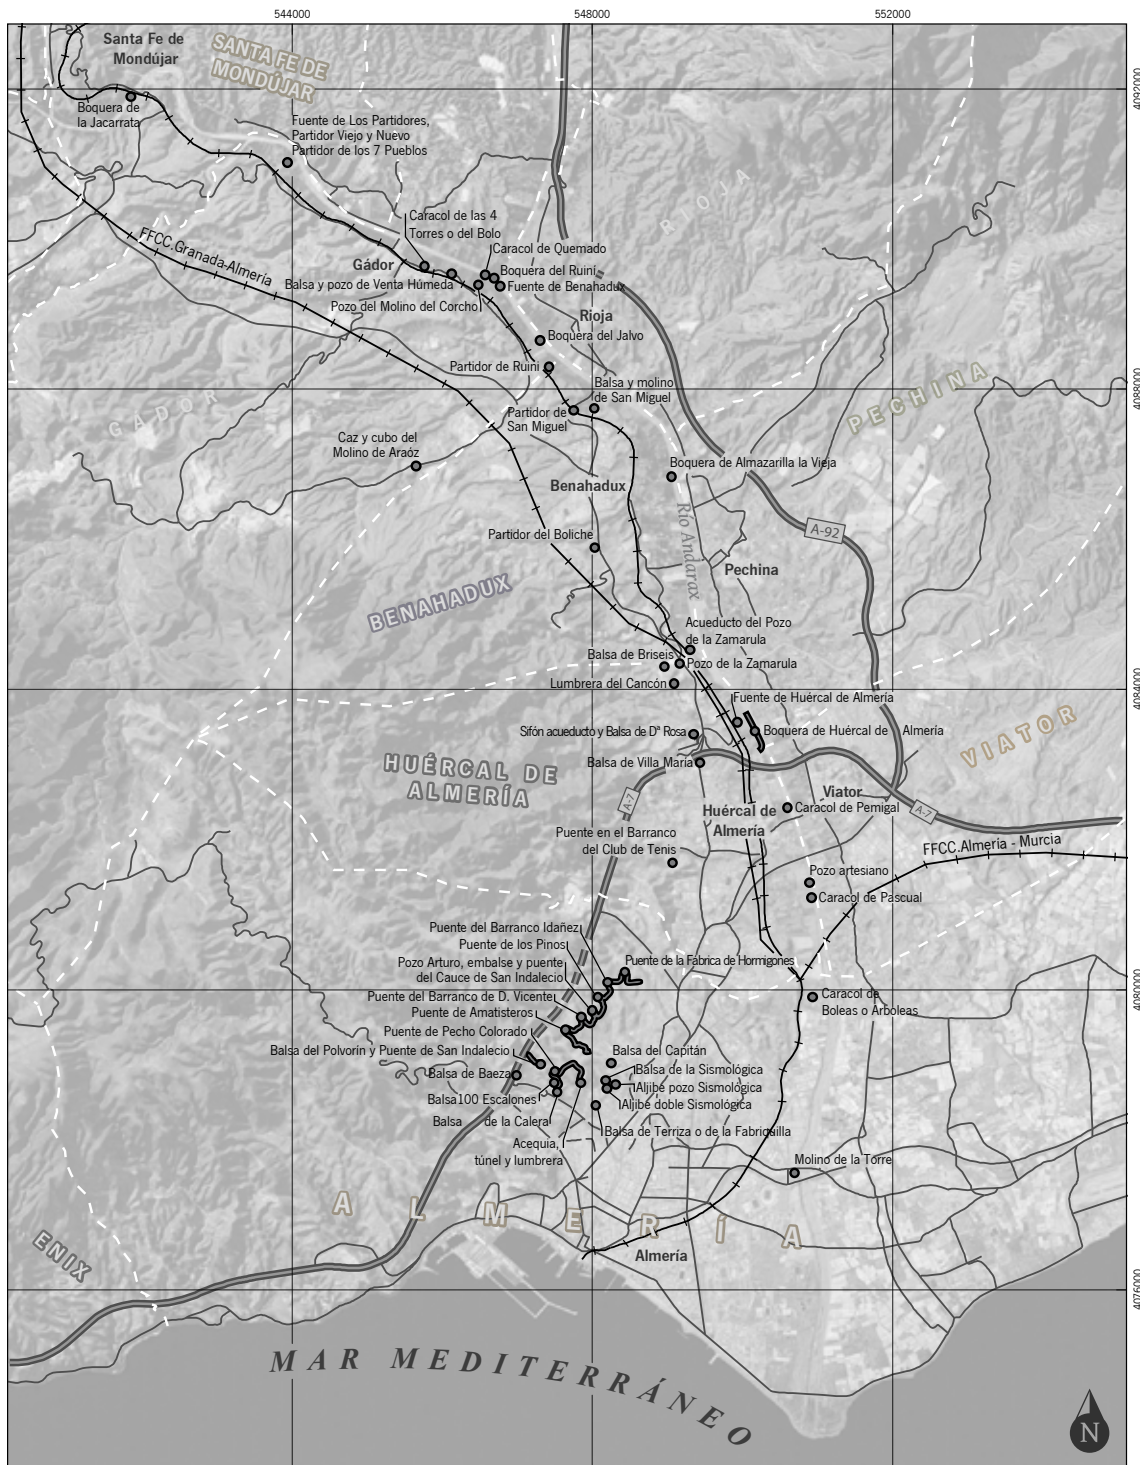 544000
548000
552000
4092000
4088000
4084000
4080000
4076000
Santa Fe de
Mondújar
SANTA FE DE
MONDÚJAR
Boquera de
la Jacarrata
Fuente de Los Partidores,
Partidor Viejo y Nuevo
Partidor de los 7 Pueblos
RIOJA
Caracol de las 4
Torres o del Bolo
FFCC.Granada-Almería
Caracol de Quemado
Gádor
Boquera del Ruiní
Balsa y pozo de Venta Húmeda
Fuente de Benahadux
Pozo del Molino del Corcho
Rioja
Boquera del Jalvo
Partidor de Ruini
Balsa y molino
de San Miguel
PECHINA
GADOR
Partidor de
San Miguel
Caz y cubo del
Molino de Araóz
Boquera de Almazarilla la Vieja
Benahadux
Río Andarax
A-92
Partidor del Boliche
Pechina
BENAHADUX
Acueducto del Pozo
de la Zamarula
Balsa de Briseis
Pozo de la Zamarula
Lumbrera del Cancón
Fuente de Huércal de Almería
Sifón acueducto y Balsa de Dª Rosa
Boquera de Huércal de Almería
VIATOR
Balsa de Villa María
HUÉRCAL DE
ALMERÍA
A-7
Viator
Huércal de
Almería
Caracol de Pemigal
A-7
Puente en el Barranco
del Club de Tenis
FFCC.Almería - Murcia
Pozo artesiano
Caracol de Pascual
Puente del Barranco Idañez
Puente de los Pinos
Pozo Arturo, embalse y puente
del Cauce de San Indalecio
Puente de la Fabrica de Hormigones
Puente del Barranco de D. Vicente
Caracol de
Boleas o Arboleas
Puente de Amatisteros
Puente de Pecho Colorado
Balsa del Polvorín y Puente de San Indalecio
Balsa del Capitán
Balsa de Baeza
Balsa de la Sismológica
Aljibe pozo Sismológica
Balsa100 Escalones
Aljibe doble Sismológica
Balsa de la Calera
Balsa de Terriza o de la Fabriquilla
Acequia,
túnel y lumbrera
Molino de la Torre
ALMERÍA
ENIX
Almería
MAR MEDITERRÁNEO
N